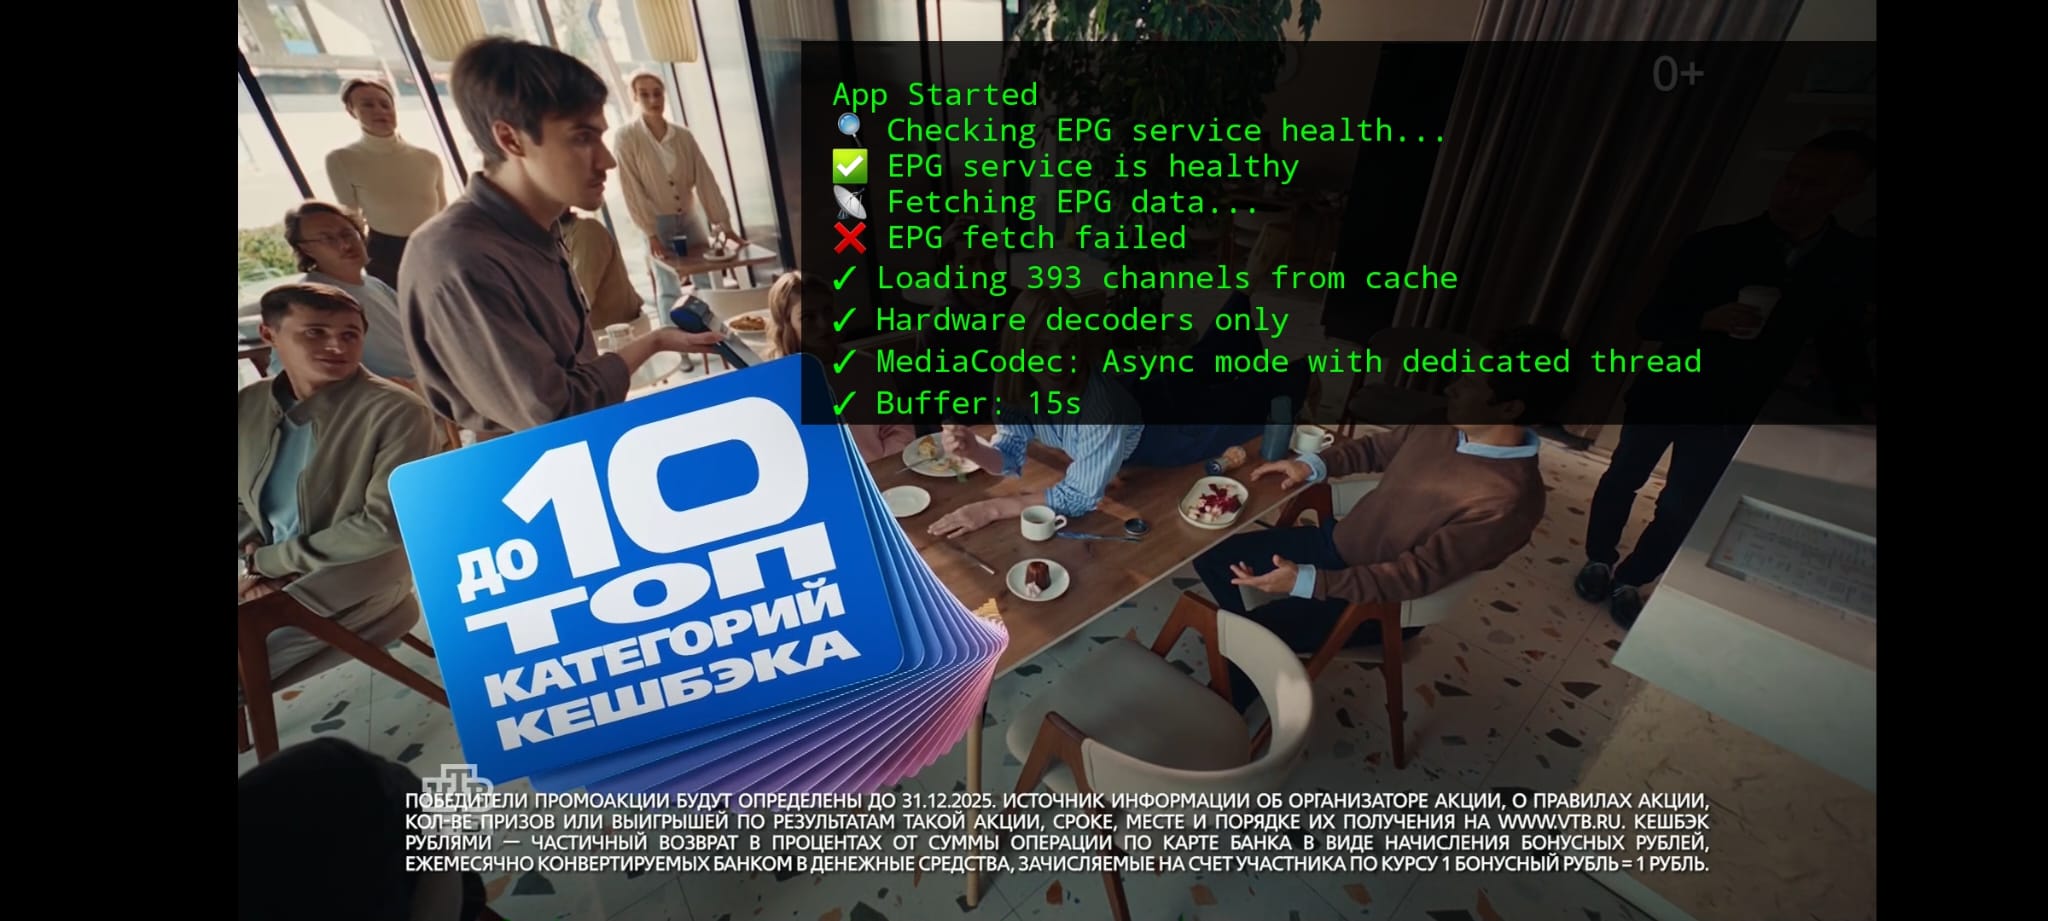 0+
App Started
🔍 Checking EPG service health...
✅ EPG service is healthy
📡 Fetching EPG data...
❌ EPG fetch failed
✓ Loading 393 channels from cache
✓ Hardware decoders only
✓ MediaCodec: Async mode with dedicated thread
✓ Buffer: 15s
ДО 10
ТОП
КАТЕГОРИЙ
КЕШБЭКА
НТВ
ПОБЕДИТЕЛИ ПРОМОАКЦИИ БУДУТ ОПРЕДЕЛЕНЫ ДО 31.12.2025. ИСТОЧНИК ИНФОРМАЦИИ ОБ ОРГАНИЗАТОРЕ АКЦИИ, О ПРАВИЛАХ АКЦИИ,
КОЛ-ВЕ ПРИЗОВ ИЛИ ВЫИГРЫШЕЙ ПО РЕЗУЛЬТАТАМ ТАКОЙ АКЦИИ, СРОКЕ, МЕСТЕ И ПОРЯДКЕ ИХ ПОЛУЧЕНИЯ НА WWW.VTB.RU. КЕШБЭК
РУБЛЯМИ — ЧАСТИЧНЫЙ ВОЗВРАТ В ПРОЦЕНТАХ ОТ СУММЫ ОПЕРАЦИИ ПО КАРТЕ БАНКА В ВИДЕ НАЧИСЛЕНИЯ БОНУСНЫХ РУБЛЕЙ,
ЕЖЕМЕСЯЧНО КОНВЕРТИРУЕМЫХ БАНКОМ В ДЕНЕЖНЫЕ СРЕДСТВА, ЗАЧИСЛЯЕМЫЕ НА СЧЕТ УЧАСТНИКА ПО КУРСУ 1 БОНУСНЫЙ РУБЛЬ = 1 РУБЛЬ.